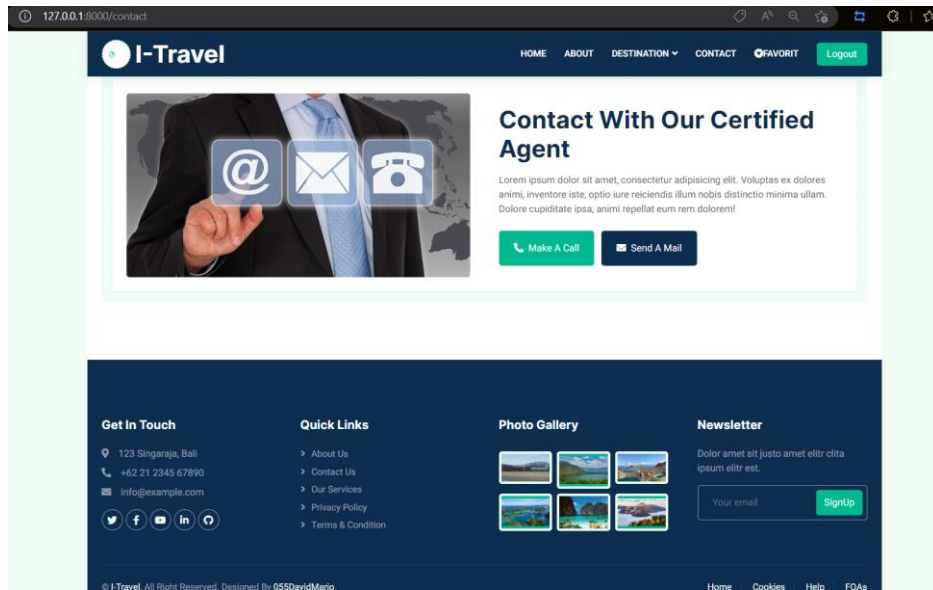 127.0.0.1:8000/contact
I-Travel
HOME ABOUT DESTINATION CONTACT FAVORIT Logout
Contact With Our Certified
Agent
Lorem ipsum dolor sit amet, consectetur adipisicing elit. Voluptas ex dolores
animi, inventore iste, optio iure reiciendis illum nobis distinctio minima ullam.
Dolore cupiditate ipsa, animi repellat eum rem dolorem!
Make A Call Send A Mail
Get In Touch
123 Singaraja, Bali
+62 21 2345 67890
info@example.com
Quick Links
About Us
Contact Us
Our Services
Privacy Policy
Terms & Condition
Photo Gallery
Newsletter
Dolor amet sit justo amet elitr clita
ipsum elitr est.
Your email SignUp
© I-Travel, All Right Reserved. Designed By 055DavidMario
Home Cookies Help FQAs